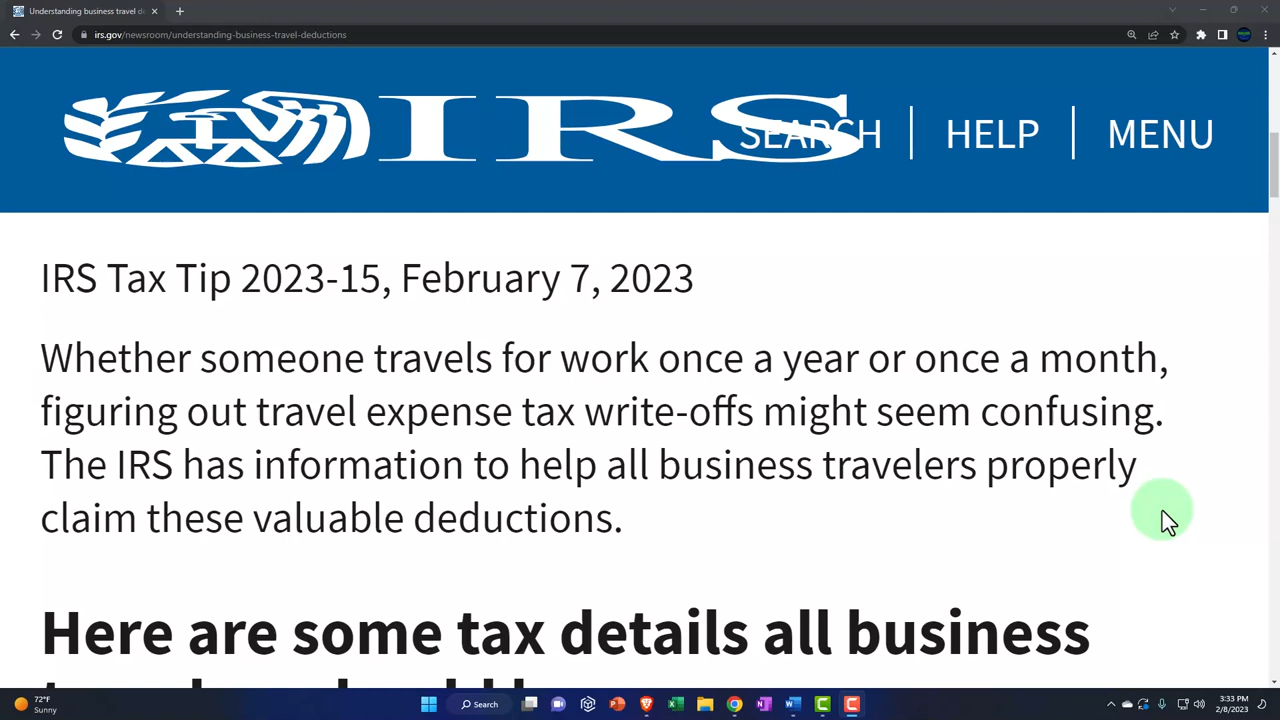 Understanding business travel de
irs.gov/newsroom/understanding-business-travel-deductions
IRS
SEARCH
HELP
MENU
IRS Tax Tip 2023-15, February 7, 2023
Whether someone travels for work once a year or once a month,
figuring out travel expense tax write-offs might seem confusing.
The IRS has information to help all business travelers properly
claim these valuable deductions.
Here are some tax details all business
72°F
Sunny
Search
3:33 PM
2/8/2023